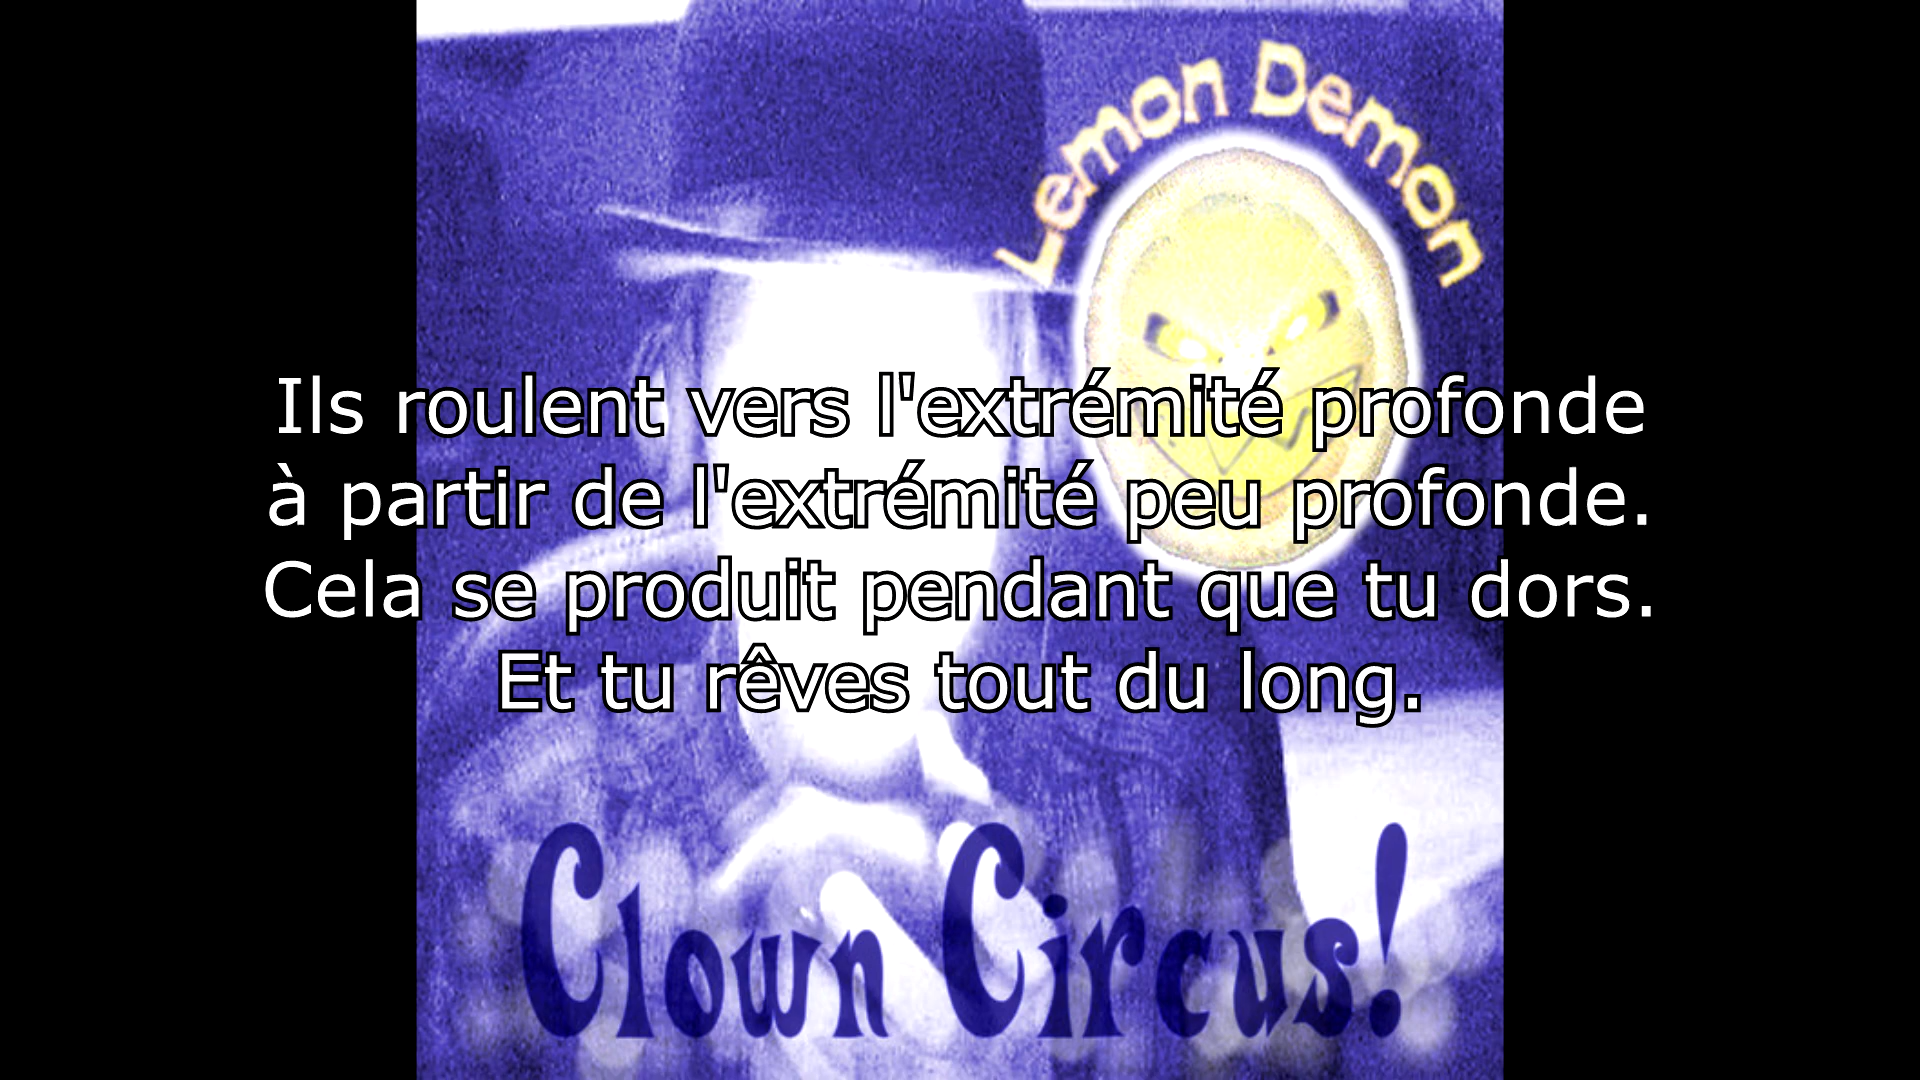 Lemon Demon
Ils roulent vers l'extrémité profonde
à partir de l'extrémité peu profonde.
Cela se produit pendant que tu dors.
Et tu rêves tout du long.
Clown Circus!